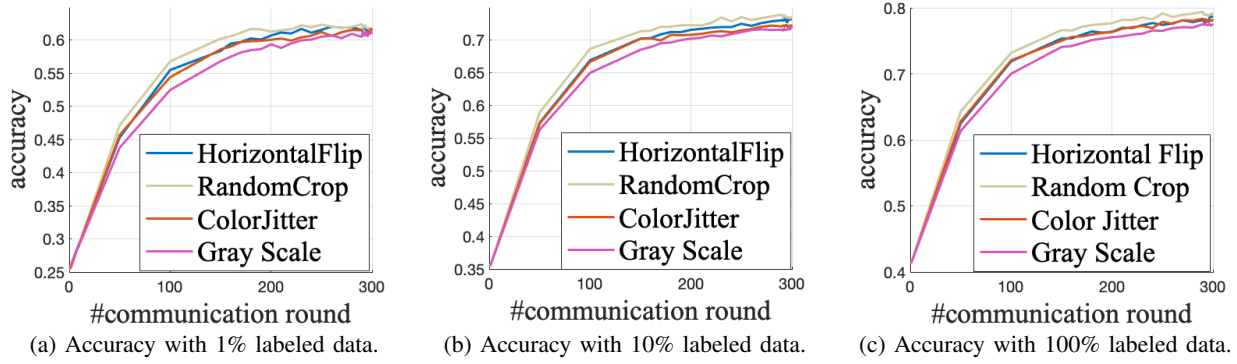 accuracy
0.6
0.55
0.5
0.45
0.4
0.35
0.3
0.25
0
100
200
300
HorizontalFlip
RandomCrop
ColorJitter
Gray Scale
#communication round
(a) Accuracy with 1% labeled data.
accuracy
0.8
0.75
0.7
0.65
0.6
0.55
0.5
0.45
0.4
0.35
0
100
200
300
HorizontalFlip
RandomCrop
ColorJitter
Gray Scale
#communication round
(b) Accuracy with 10% labeled data.
accuracy
0.8
0.7
0.6
0.5
0.4
0
100
200
300
Horizontal Flip
Random Crop
Color Jitter
Gray Scale
#communication round
(c) Accuracy with 100% labeled data.